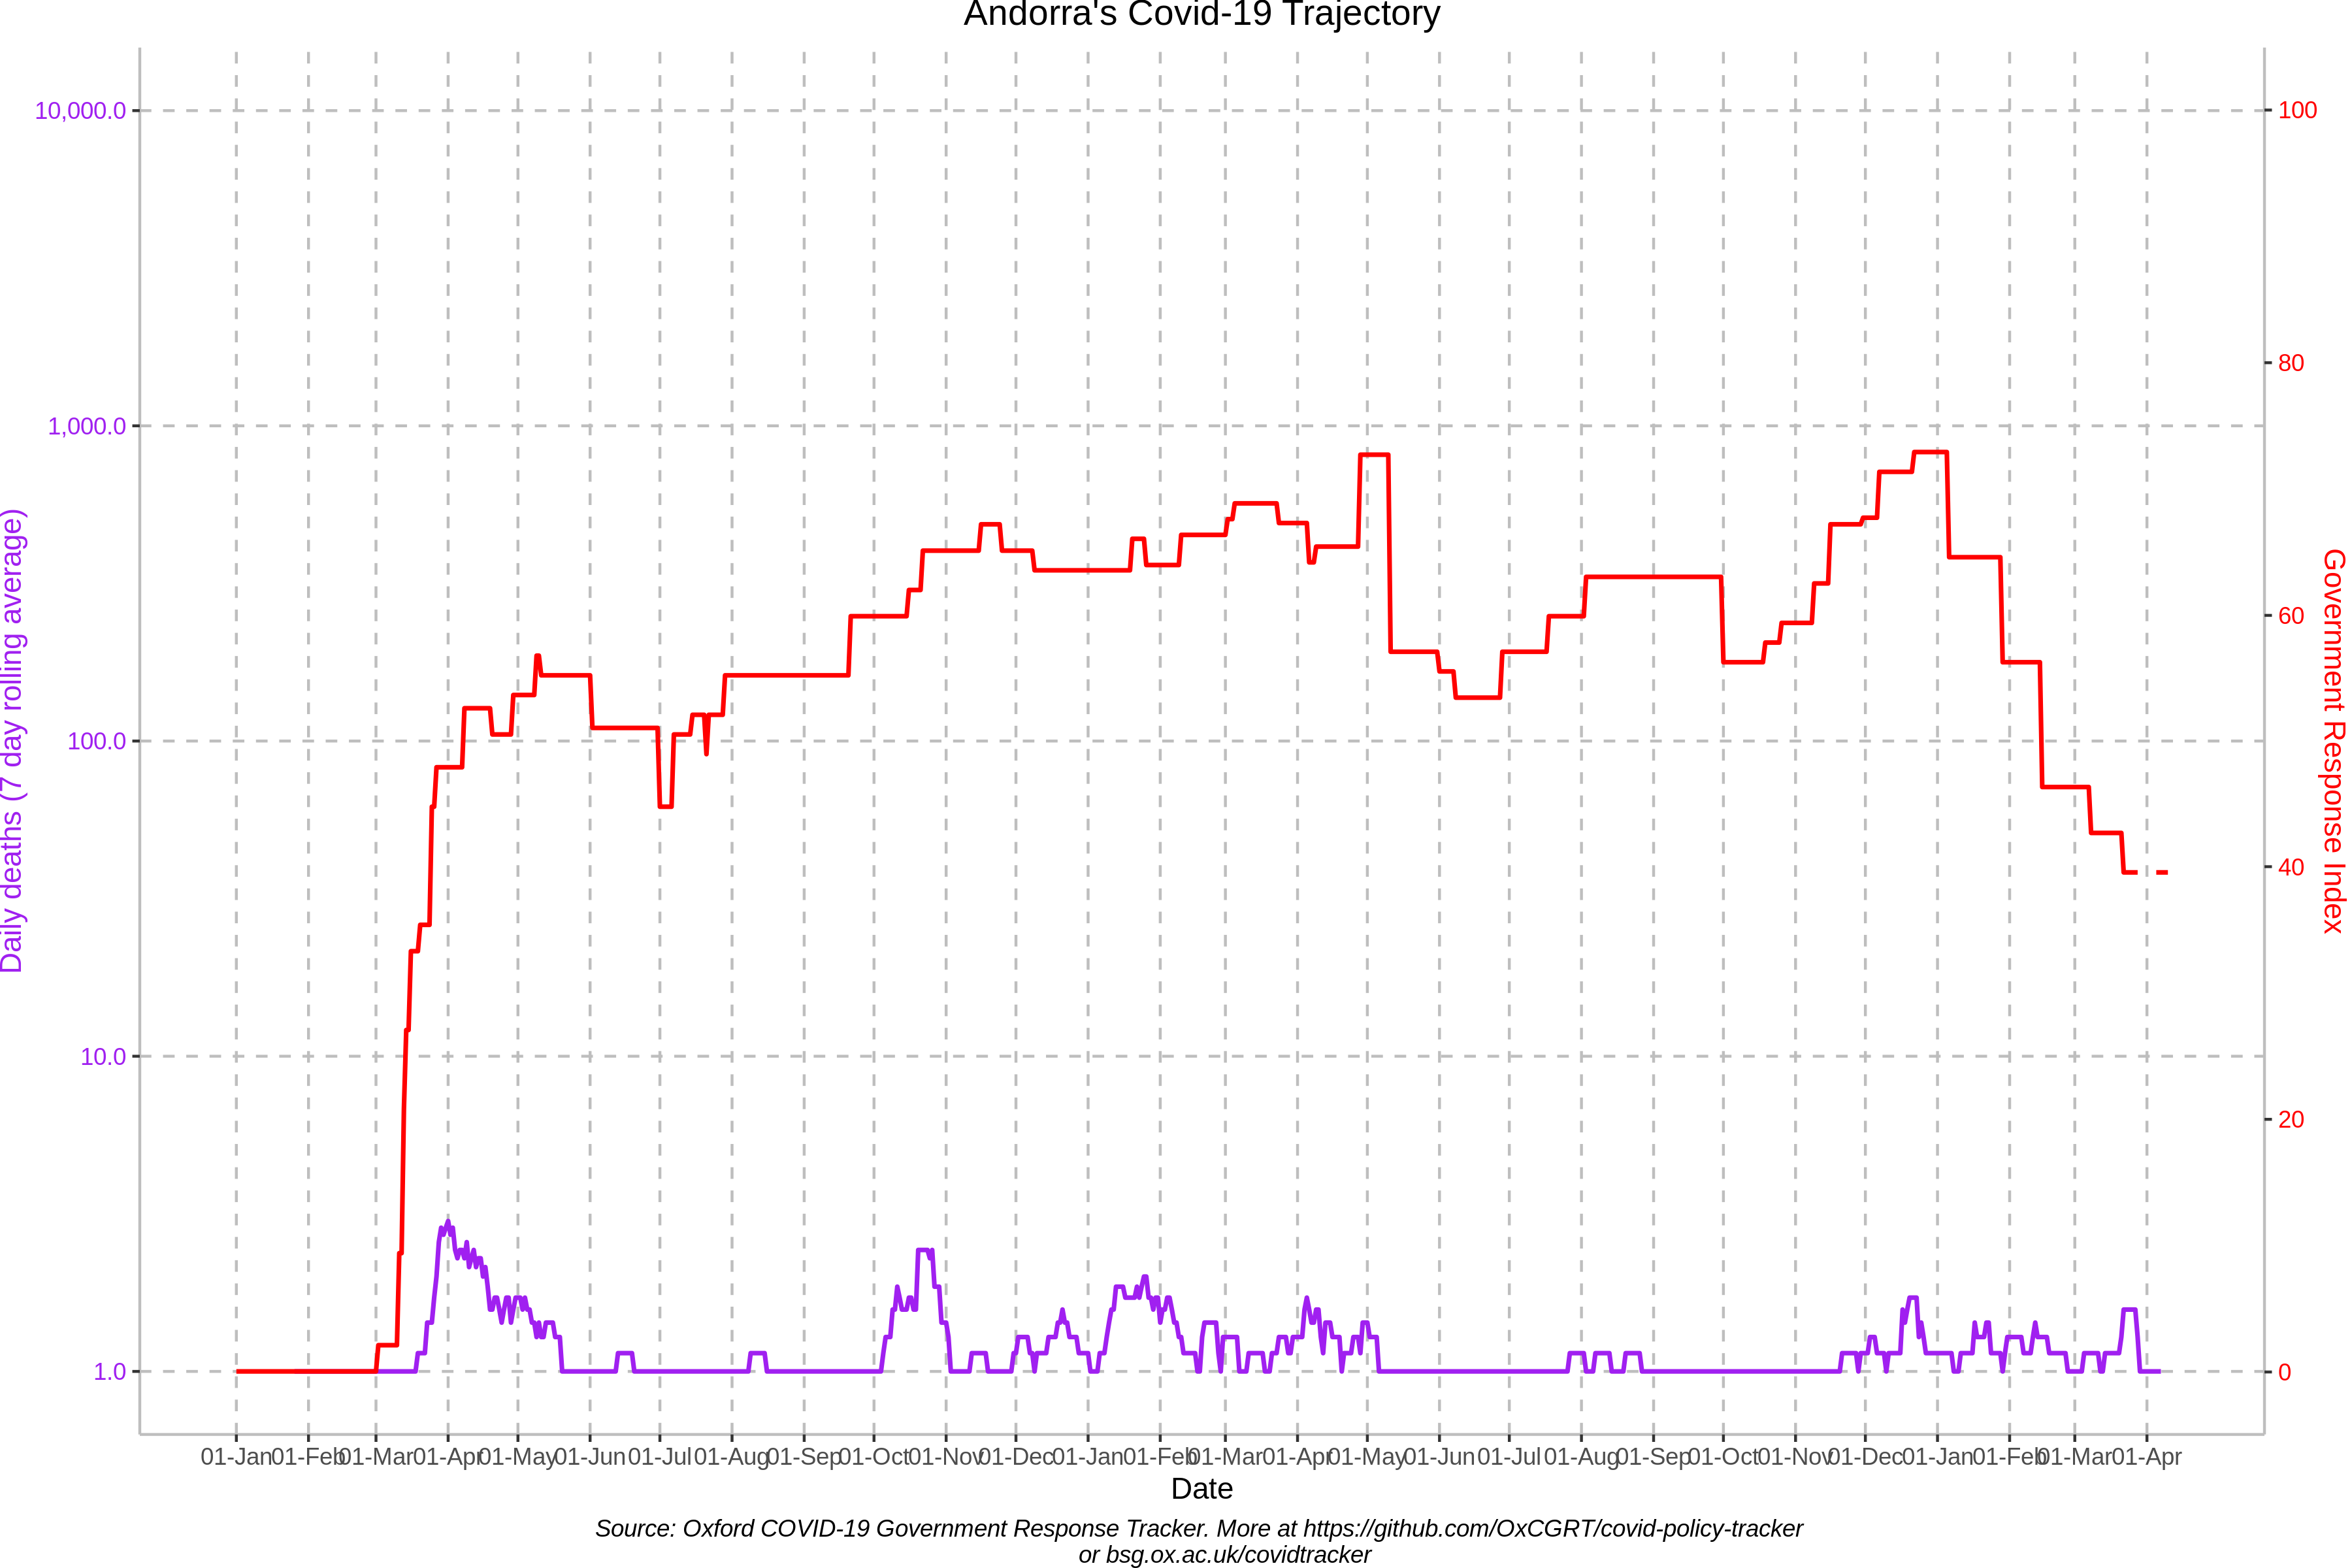 Andorra's Covid-19 Trajectory
10,000.0
1,000.0
100.0
10.0
1.0
Daily deaths (7 day rolling average)
100
80
60
40
20
0
Government Response Index
01-Jan 01-Feb 01-Mar 01-Apr 01-May 01-Jun 01-Jul 01-Aug 01-Sep 01-Oct 01-Nov 01-Dec 01-Jan 01-Feb 01-Mar 01-Apr 01-May 01-Jun 01-Jul 01-Aug 01-Sep 01-Oct 01-Nov 01-Dec 01-Jan 01-Feb 01-Mar 01-Apr
Date
Source: Oxford COVID-19 Government Response Tracker. More at https://github.com/OxCGRT/covid-policy-tracker
or bsg.ox.ac.uk/covidtracker